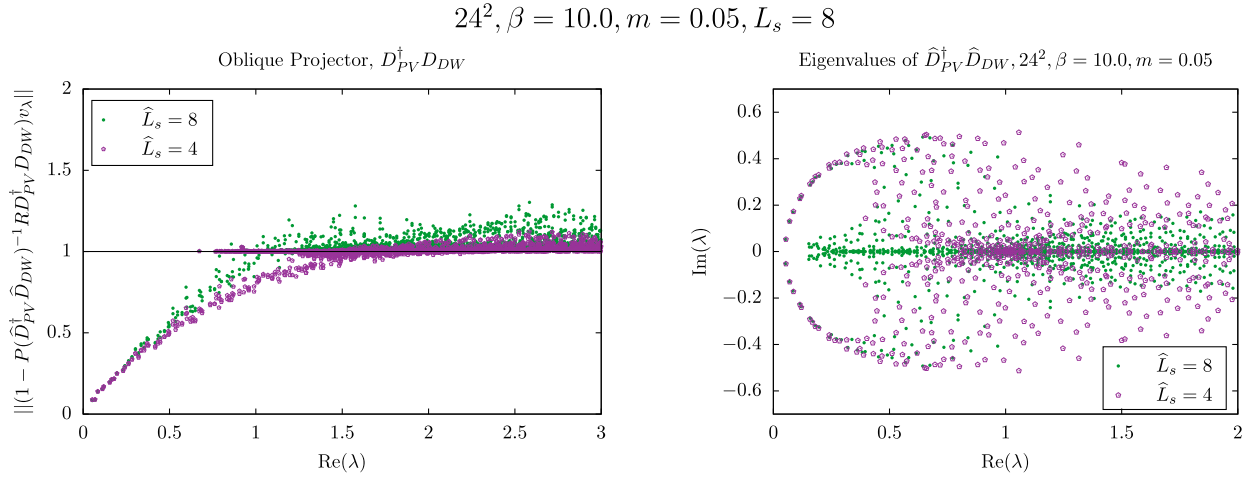 24², β = 10.0, m = 0.05, L_s = 8
Oblique Projector, D†_PV D_DW
||(1 − P(D̂†_PV D̂_DW)⁻¹RD†_PV D_DW)v_λ||
2
1.5
1
0.5
0
L̂_s = 8
L̂_s = 4
0 0.5 1 1.5 2 2.5 3
Re(λ)
Eigenvalues of D̂†_PV D̂_DW, 24², β = 10.0, m = 0.05
Im(λ)
0.6
0.4
0.2
0
−0.2
−0.4
−0.6
L̂_s = 8
L̂_s = 4
0 0.5 1 1.5 2
Re(λ)